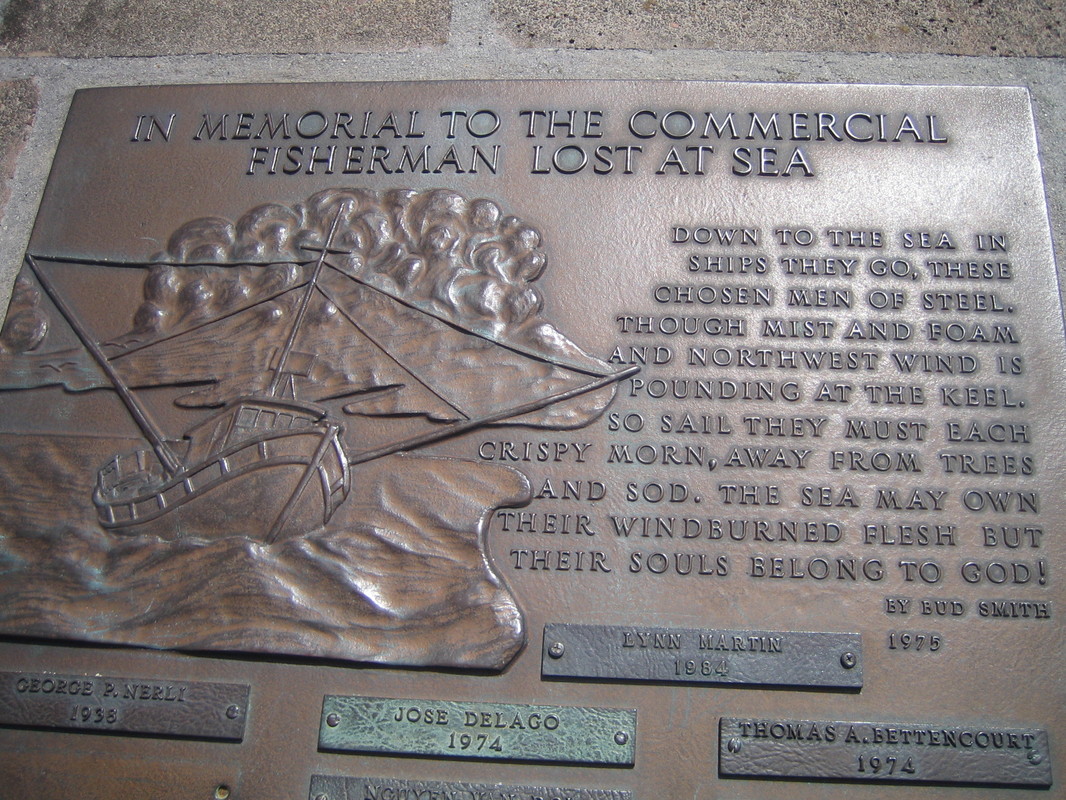 IN MEMORIAL TO THE COMMERCIAL
FISHERMAN LOST AT SEA
DOWN TO THE SEA IN
SHIPS THEY GO, THESE
CHOSEN MEN OF STEEL.
THOUGH MIST AND FOAM
AND NORTHWEST WIND IS
POUNDING AT THE KEEL.
SO SAIL THEY MUST EACH
CRISPY MORN, AWAY FROM TREES
AND SOD. THE SEA MAY OWN
THEIR WINDBURNED FLESH BUT
THEIR SOULS BELONG TO GOD!
BY BUD SMITH
1975
LYNN MARTIN
1984
GEORGE P. NERLI
1938
JOSE DELAGO
1974
THOMAS A. BETTENCOURT
1974
NGUYEN VAN